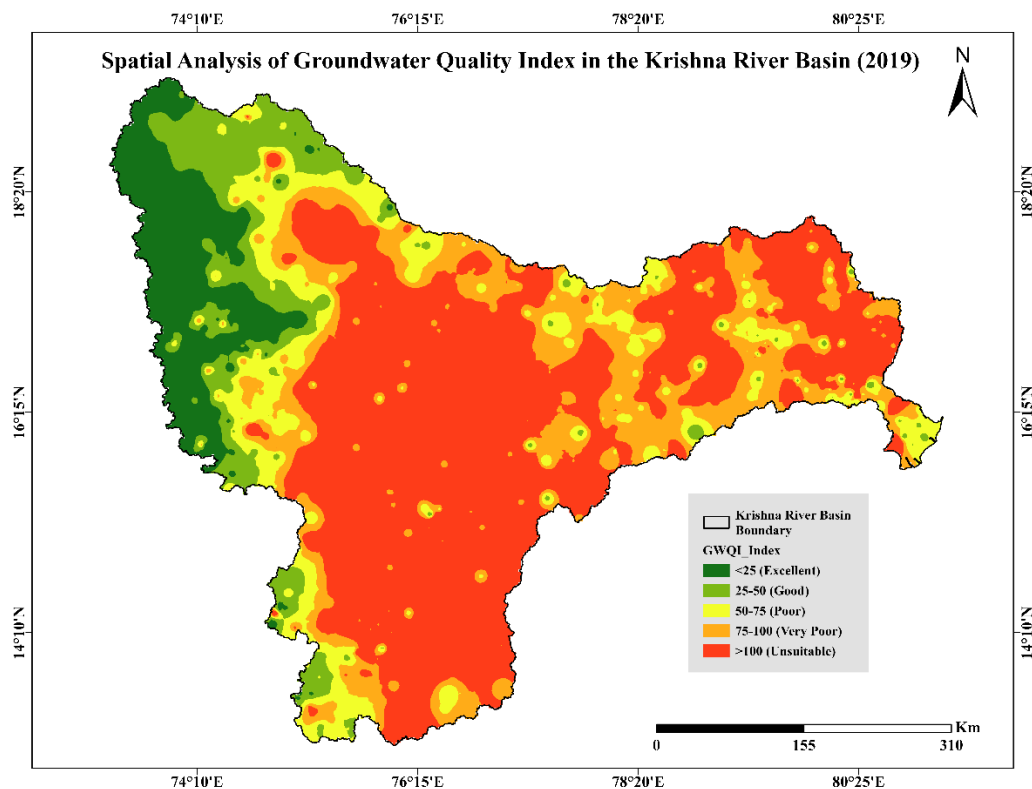 74°10'E 76°15'E 78°20'E 80°25'E
Spatial Analysis of Groundwater Quality Index in the Krishna River Basin (2019)
N
18°20'N
18°20'N
16°15'N
16°15'N
14°10'N
14°10'N
Krishna River Basin
Boundary
GWQI_Index
<25 (Excellent)
25-50 (Good)
50-75 (Poor)
75-100 (Very Poor)
>100 (Unsuitable)
Km
0 155 310
74°10'E 76°15'E 78°20'E 80°25'E